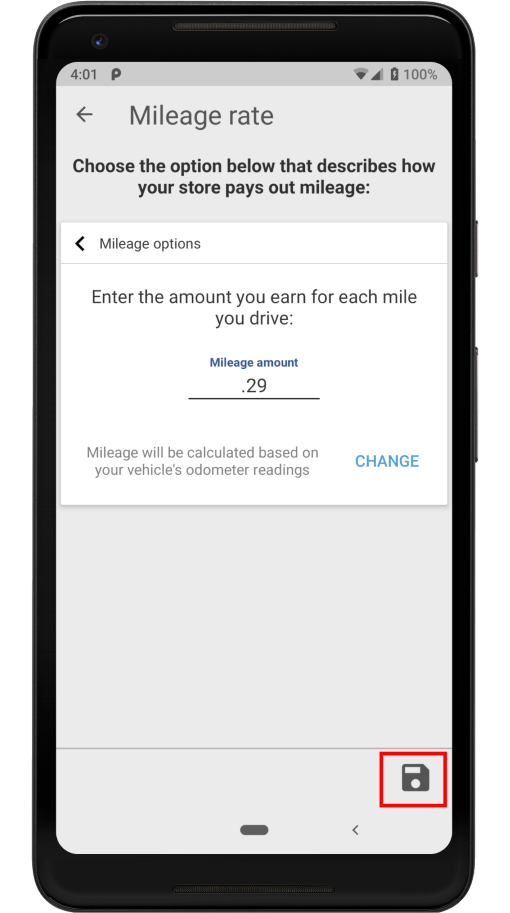 4:01 P 100%
Mileage rate
Choose the option below that describes how
your store pays out mileage:
Mileage options
Enter the amount you earn for each mile
you drive:
Mileage amount
.29
Mileage will be calculated based on
your vehicle's odometer readings
CHANGE